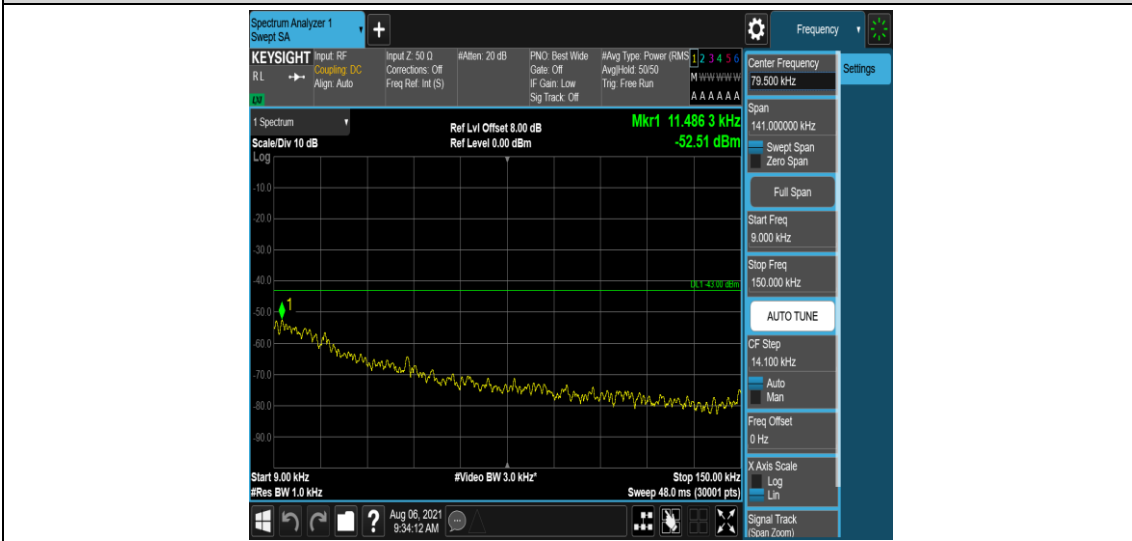 Spectrum Analyzer 1
Swept SA
+
Frequency
KEYSIGHT
RL
LXI
Input: RF
Coupling: DC
Align: Auto
Input Z: 50 Ω
Corrections: Off
Freq Ref: Int (S)
#Atten: 20 dB
PNO: Best Wide
Gate: Off
IF Gain: Low
Sig Track: Off
#Avg Type: Power (RMS
Avg|Hold: 50/50
Trig: Free Run
1 2 3 4 5 6
M W W W W W
A A A A A A
1 Spectrum
Scale/Div 10 dB
Ref Lvl Offset 8.00 dB
Ref Level 0.00 dBm
Mkr1 11.486 3 kHz
-52.51 dBm
Log
-10.0
-20.0
-30.0
-40.0
DL1 -43.00 dBm
-50.0
1
-60.0
-70.0
-80.0
-90.0
Start 9.00 kHz
#Video BW 3.0 kHz*
Stop 150.00 kHz
#Res BW 1.0 kHz
Sweep 48.0 ms (30001 pts)
?
Aug 06, 2021
9:34:12 AM
Center Frequency
79.500 kHz
Settings
Span
141.000000 kHz
Swept Span
Zero Span
Full Span
Start Freq
9.000 kHz
Stop Freq
150.000 kHz
AUTO TUNE
CF Step
14.100 kHz
Auto
Man
Freq Offset
0 Hz
X Axis Scale
Log
Lin
Signal Track
(Span Zoom)